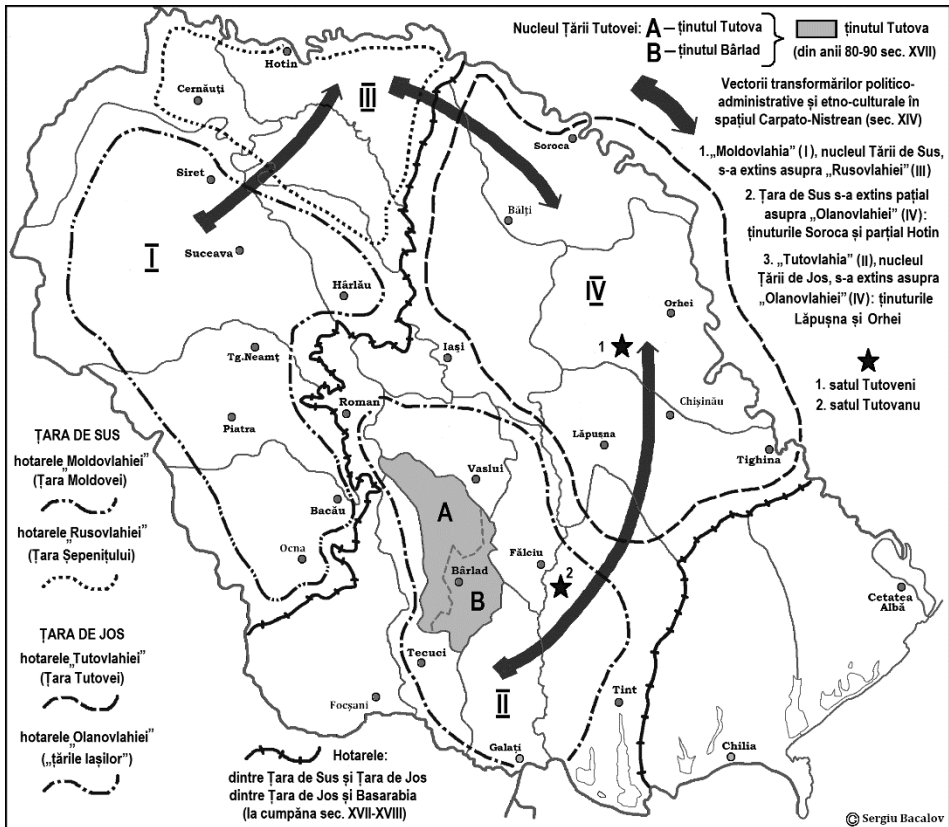 Nucleul Țării Tutovei: A – ținutul Tutova
B – ținutul Bârlad
ținutul Tutova
(din anii 80-90 sec. XVII)
Vectorii transformărilor politico-
administrative și etno-culturale în
spațiul Carpato-Nistrean (sec. XIV)
1. „Moldovlahia” (I), nucleul Țării de Sus,
s-a extins asupra „Rusovlahiei” (III)
2. Țara de Sus s-a extins pațial
asupra „Olanovlahiei” (IV):
ținuturile Soroca și parțial Hotin
3. „Tutovlahia” (II), nucleul
Țării de Jos, s-a extins asupra
„Olanovlahiei” (IV): ținuturile
Lăpușna și Orhei
1. satul Tutoveni
2. satul Tutovanu
Hotin
Cernăuți
III
Soroca
Siret
Bălți
I
Suceava
Hârlău
IV
Orhei
1
Iași
Tg.Neamț
Chișinău
Roman
Piatra
Lăpușna
Tighina
Vaslui
A
Bacău
Ocna
Fălciu
2
Bârlad
B
Cetatea
Albă
Tecuci
II
Tint
Focșani
Galați
Chilia
ȚARA DE SUS
hotarele „Moldovlahiei”
(Țara Moldovei)
hotarele „Rusovlahiei”
(Țara Șepenițului)
ȚARA DE JOS
hotarele „Tutovlahiei”
(Țara Tutovei)
hotarele „Olanovlahiei”
(„țările Iașilor”)
Hotarele:
dintre Țara de Sus și Țara de Jos
dintre Țara de Jos și Basarabia
(la cumpăna sec. XVII-XVIII)
© Sergiu Bacalov